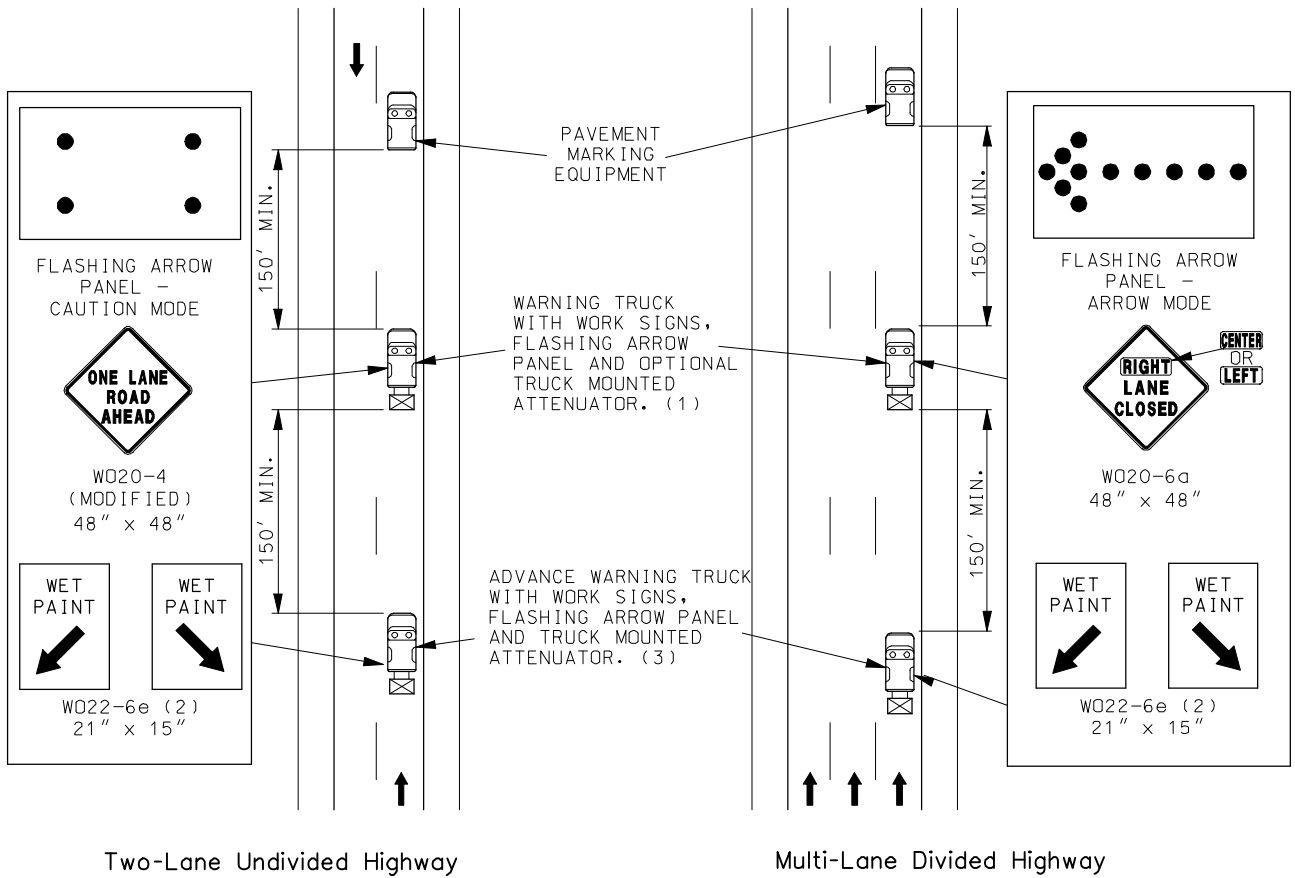 FLASHING ARROW
PANEL -
CAUTION MODE
ONE LANE
ROAD
AHEAD
WO20-4
(MODIFIED)
48" x 48"
WET
PAINT
WET
PAINT
WO22-6e (2)
21" x 15"
150' MIN.
150' MIN.
PAVEMENT
MARKING
EQUIPMENT
WARNING TRUCK
WITH WORK SIGNS,
FLASHING ARROW
PANEL AND OPTIONAL
TRUCK MOUNTED
ATTENUATOR. (1)
ADVANCE WARNING TRUCK
WITH WORK SIGNS,
FLASHING ARROW PANEL
AND TRUCK MOUNTED
ATTENUATOR. (3)
150' MIN.
150' MIN.
FLASHING ARROW
PANEL -
ARROW MODE
RIGHT
LANE
CLOSED
CENTER
OR
LEFT
WO20-6a
48" x 48"
WET
PAINT
WET
PAINT
WO22-6e (2)
21" x 15"
Two-Lane Undivided Highway
Multi-Lane Divided Highway